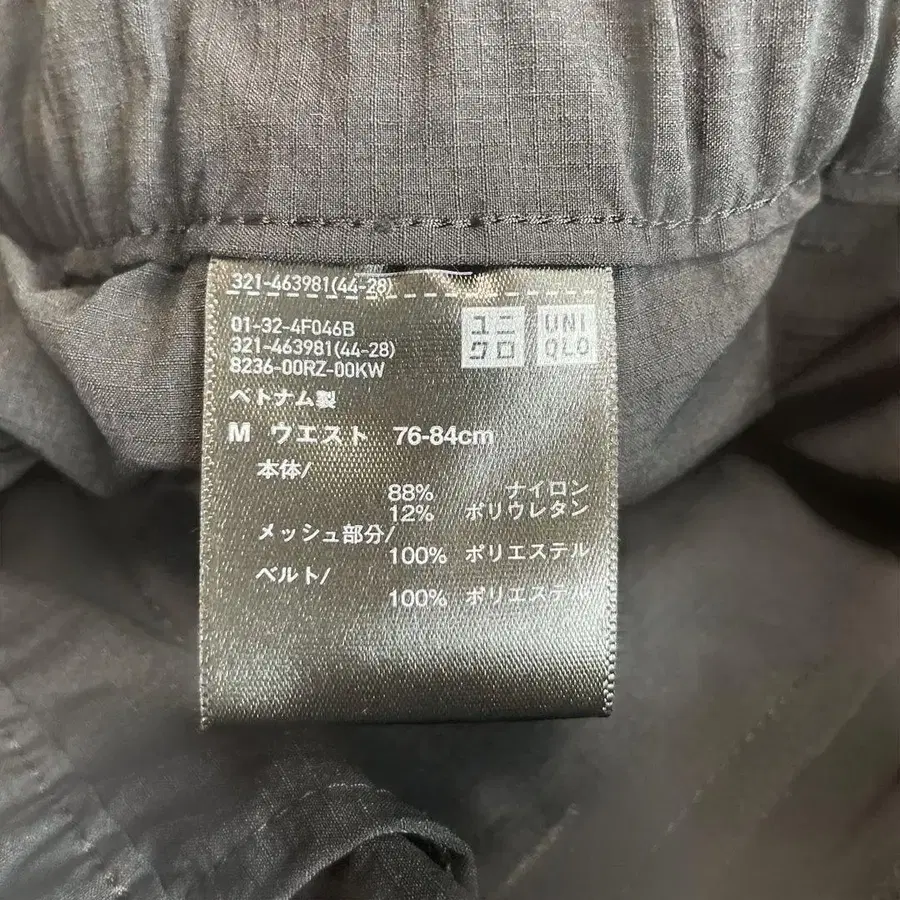 321-463981(44-28)
01-32-4F046B
321-463981(44-28)
8236-00RZ-00KW
ユニ
クロ
UNI
QLO
ベトナム製
M ウエスト 76-84cm
本体/
88% ナイロン
12% ポリウレタン
メッシュ部分/
100% ポリエステル
ベルト/
100% ポリエステル